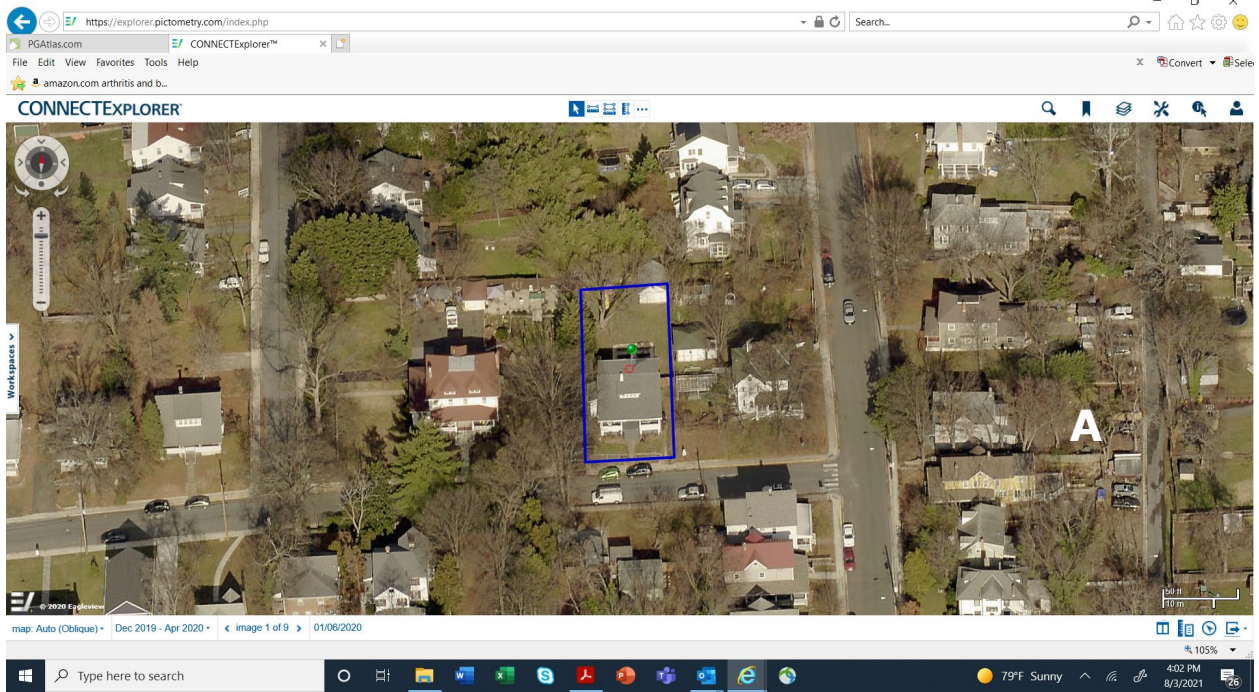 https://explorer.pictometry.com/index.php
Search...
PGAtlas.com
CONNECTExplorer™
File Edit View Favorites Tools Help
Convert
Sele
amazon.com arthritis and b...
CONNECTEXPLORER
Workspaces
A
© 2020 Eagleview
50 ft
10 m
map: Auto (Oblique) Dec 2019 - Apr 2020 image 1 of 9 01/06/2020
105%
Type here to search
79°F Sunny
4:02 PM
8/3/2021
26